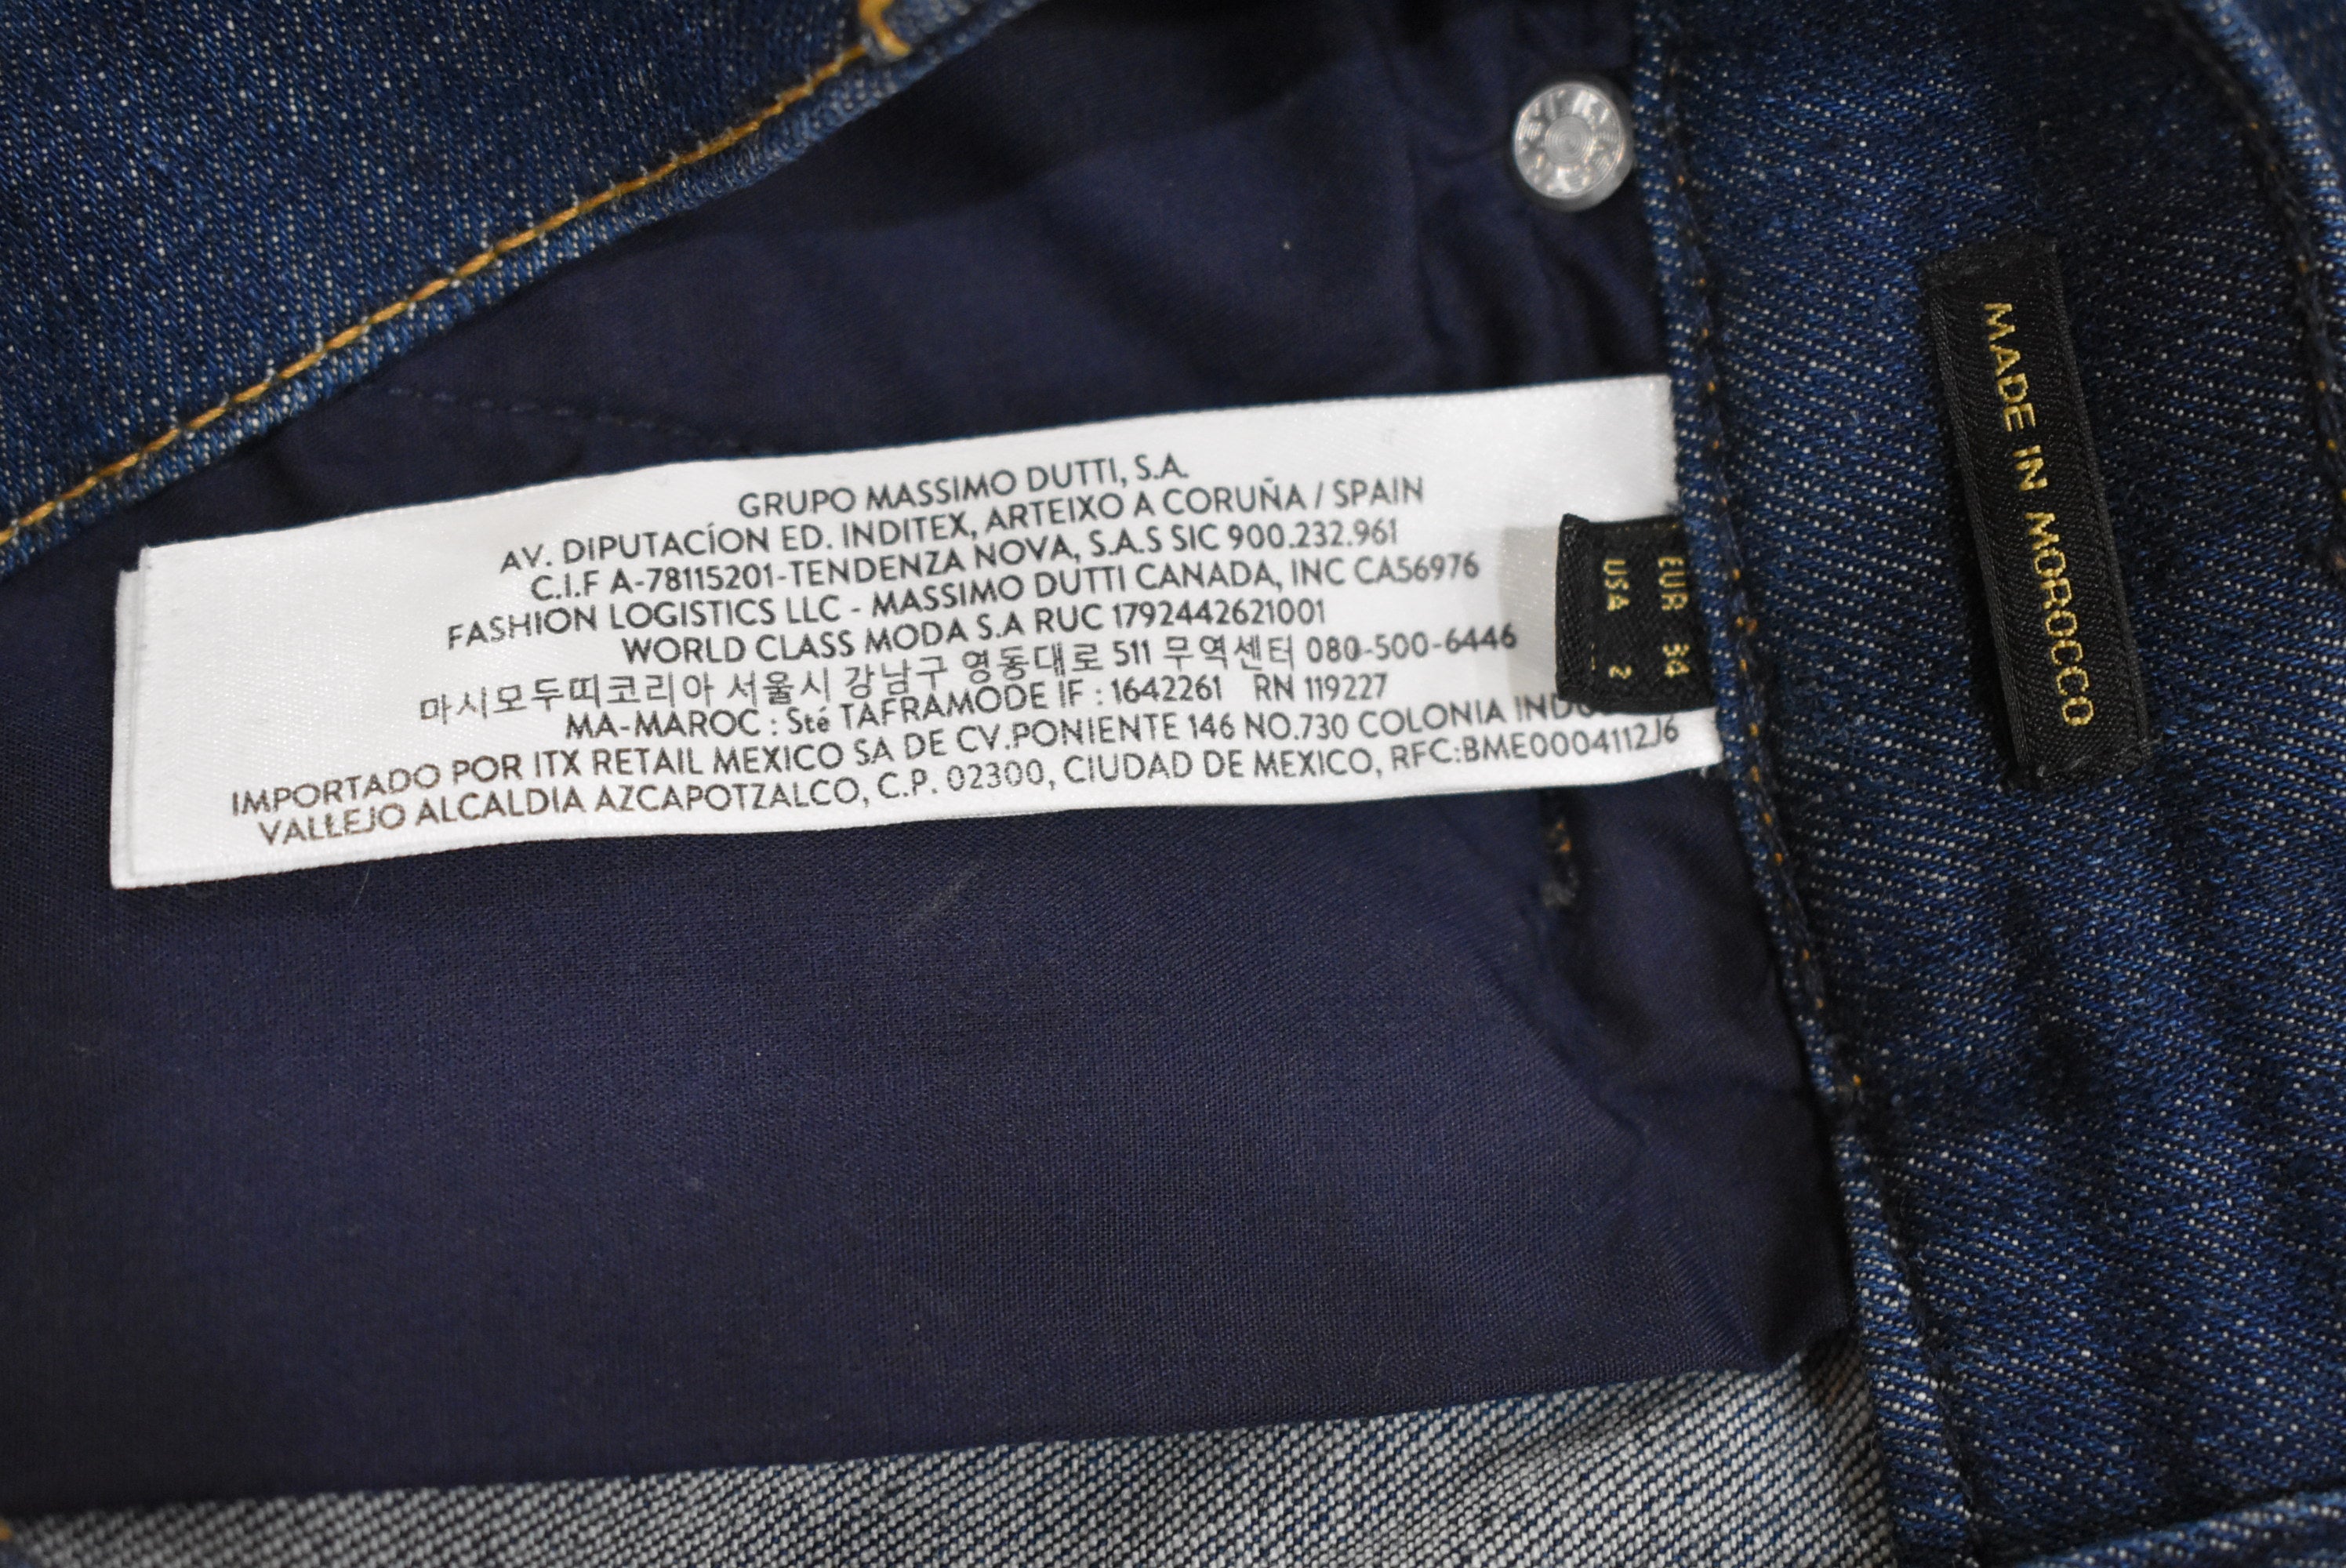 GRUPO MASSIMO DUTTI, S.A.
AV. DIPUTACÍON ED. INDITEX, ARTEIXO A CORUÑA / SPAIN
C.I.F A-78115201-TENDENZA NOVA, S.A.S SIC 900.232.961
FASHION LOGISTICS LLC - MASSIMO DUTTI CANADA, INC CA56976
WORLD CLASS MODA S.A RUC 1792442621001
마시모두띠코리아 서울시 강남구 영동대로 511 무역센터 080-500-6446
MA-MAROC : Sté TAFRAMODE IF : 1642261 RN 119227
IMPORTADO POR ITX RETAIL MEXICO SA DE CV.PONIENTE 146 NO.730 COLONIA
VALLEJO ALCALDIA AZCAPOTZALCO, C.P. 02300, CIUDAD DE MEXICO, RFC:BME0004112J6
EUR 34
USA 2
MADE IN MOROCCO